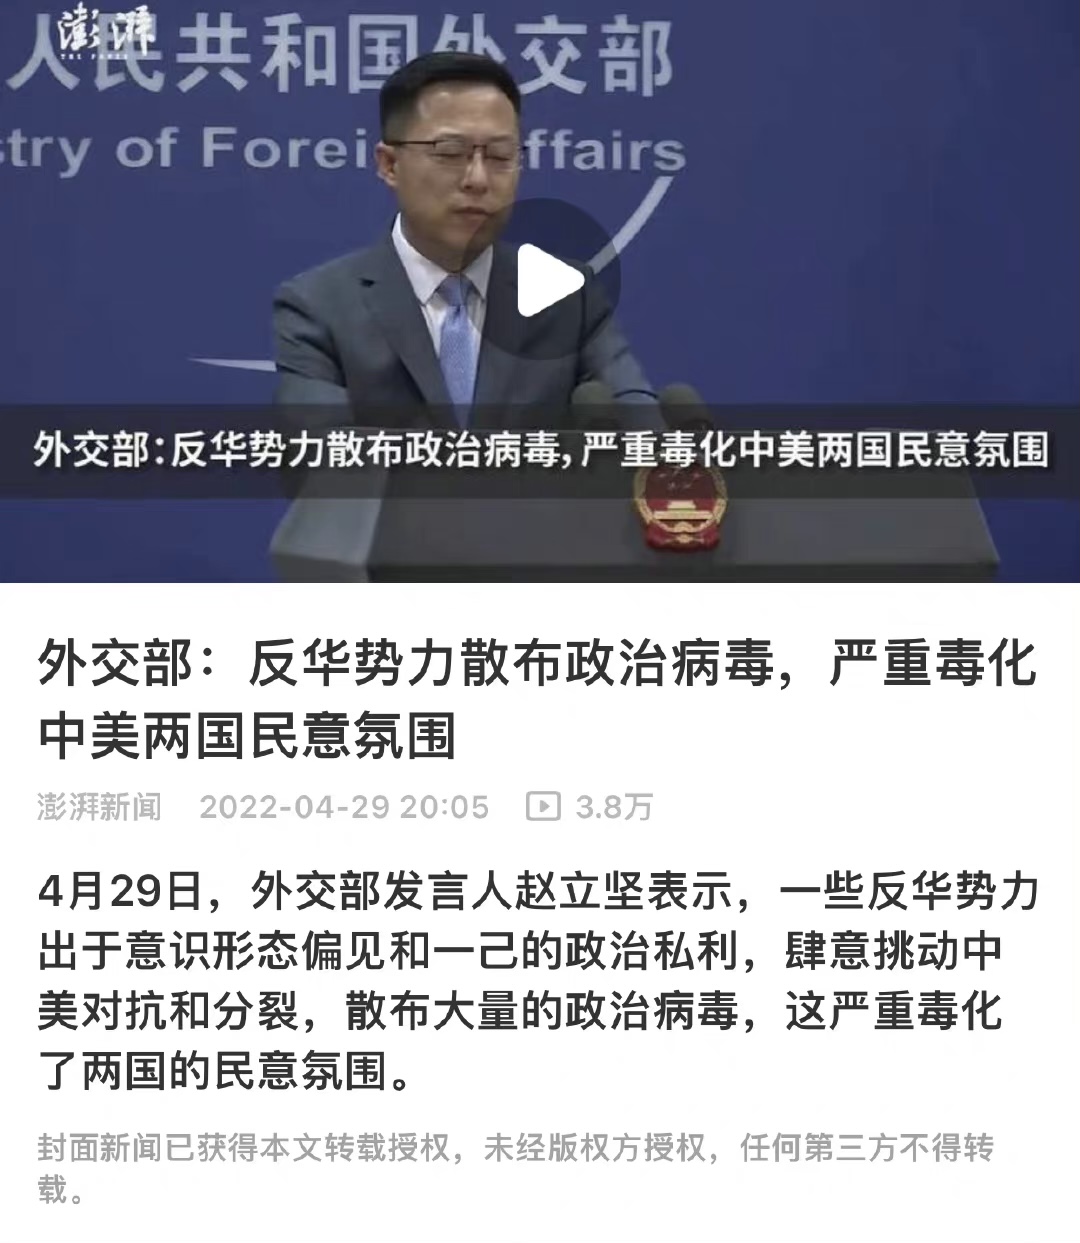 澎湃
THE PAPER
人民共和国外交部
stry of Forei ffairs
外交部：反华势力散布政治病毒，严重毒化中美两国民意氛围
外交部：反华势力散布政治病毒，严重毒化
中美两国民意氛围
澎湃新闻 2022-04-29 20:05 3.8万
4月29日，外交部发言人赵立坚表示，一些反华势力
出于意识形态偏见和一己的政治私利，肆意挑动中
美对抗和分裂，散布大量的政治病毒，这严重毒化
了两国的民意氛围。
封面新闻已获得本文转载授权，未经版权方授权，任何第三方不得转
载。